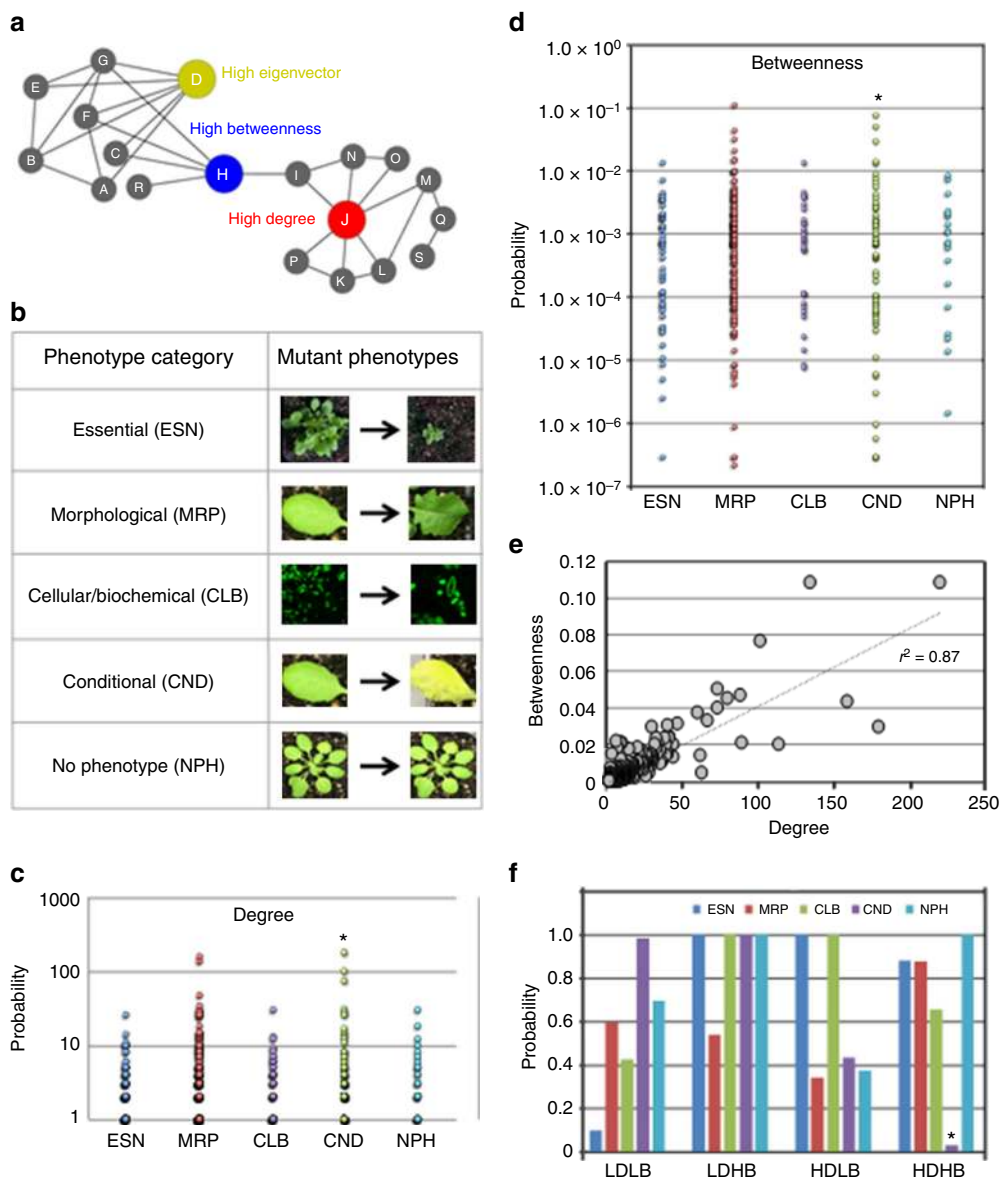 a
G
E
D
High eigenvector
F
High betweenness
B
C
A
R
H
I
N
O
M
High degree
J
Q
P
K
L
S
b
Phenotype category
Mutant phenotypes
Essential (ESN)
Morphological (MRP)
Cellular/biochemical (CLB)
Conditional (CND)
No phenotype (NPH)
c
Degree
Probability
1000
100
10
1
*
ESN MRP CLB CND NPH
d
Betweenness
Probability
1.0 × 10⁰
1.0 × 10⁻¹
1.0 × 10⁻²
1.0 × 10⁻³
1.0 × 10⁻⁴
1.0 × 10⁻⁵
1.0 × 10⁻⁶
1.0 × 10⁻⁷
*
ESN MRP CLB CND NPH
e
Betweenness
0.12
0.10
0.08
0.06
0.04
0.02
0
r² = 0.87
0 50 100 150 200 250
Degree
f
ESN MRP CLB CND NPH
Probability
1.0
0.8
0.6
0.4
0.2
0
*
LDLB LDHB HDLB HDHB